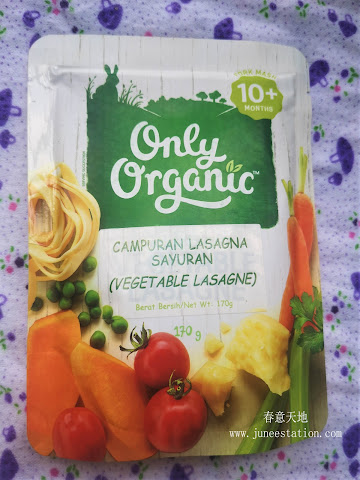 10+
MONTHS
Only
Organic™
CAMPURAN LASAGNA
SAYURAN
(VEGETABLE LASAGNE)
Berat Bersih/Net Wt: 170g
170 g
春意天地
www.juneestation.com